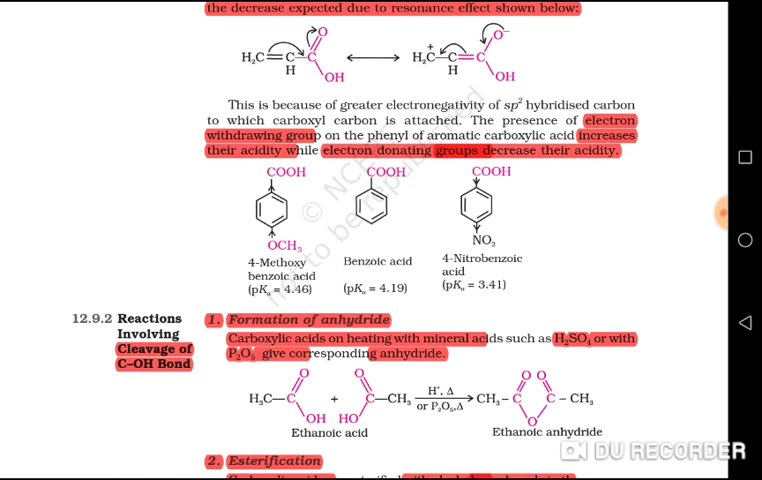 the decrease expected due to resonance effect shown below:
O O⁻
H₂C C C H₂C⁺ C C
H OH H OH
This is because of greater electronegativity of sp² hybridised carbon
to which carboxyl carbon is attached. The presence of electron
withdrawing group on the phenyl of aromatic carboxylic acid increases
their acidity while electron donating groups decrease their acidity.
COOH COOH COOH
OCH₃ NO₂
4-Methoxy benzoic acid (pKₐ = 4.46)
Benzoic acid (pKₐ = 4.19)
4-Nitrobenzoic acid (pKₐ = 3.41)
12.9.2 Reactions
Involving
Cleavage of
C–OH Bond
1. Formation of anhydride
Carboxylic acids on heating with mineral acids such as H₂SO₄ or with
P₂O₅ give corresponding anhydride.
O O O O
H₃C C + C CH₃ H⁺, Δ CH₃ C C CH₃
OH HO or P₂O₅,Δ O
Ethanoic acid Ethanoic anhydride
DU RECORDER
2. Esterification